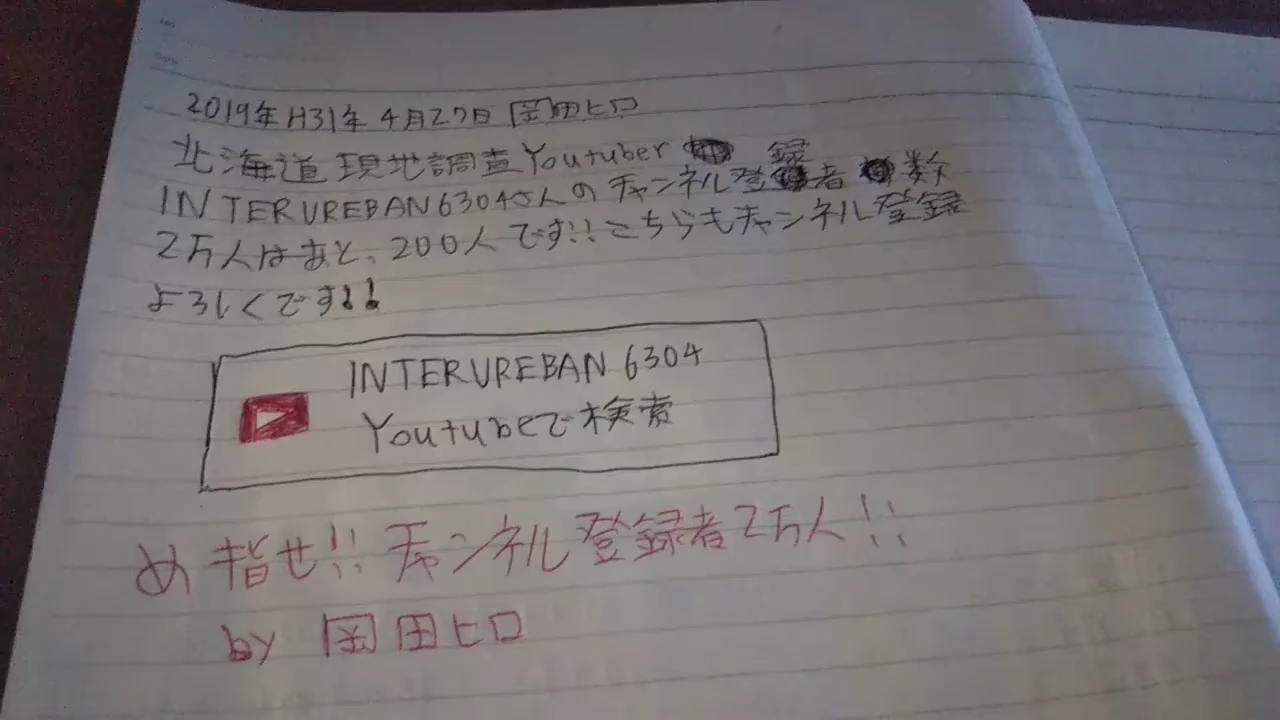 2019年 H31年 4月27日 岡田ヒロ
北海道現地調査Youtuber
INTERUREBAN6304さんのチャンネル登録者数
2万人はあと、200人です!!こちらもチャンネル登録
よろしくです!!
INTERUREBAN 6304
Youtubeで検索
め指せ!!チャンネル登録者2万人!!
by 岡田ヒロ